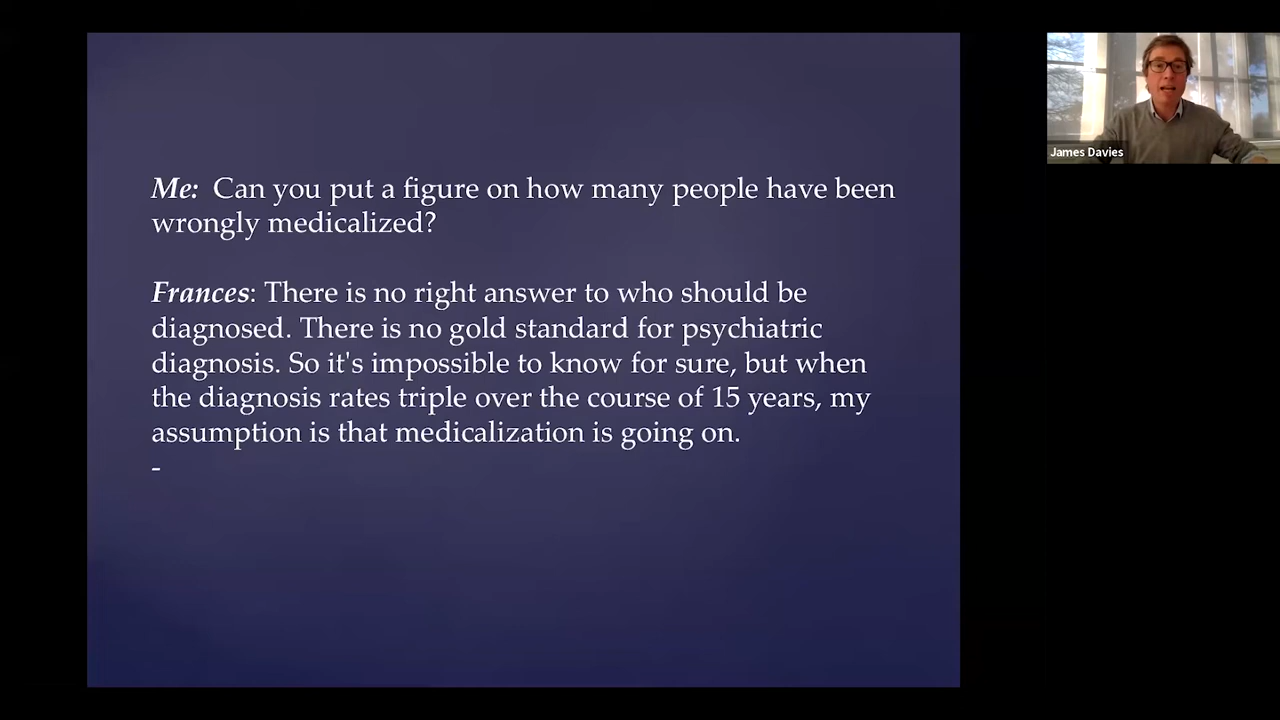 Me: Can you put a figure on how many people have been
wrongly medicalized?
Frances: There is no right answer to who should be
diagnosed. There is no gold standard for psychiatric
diagnosis. So it's impossible to know for sure, but when
the diagnosis rates triple over the course of 15 years, my
assumption is that medicalization is going on.
-
James Davies